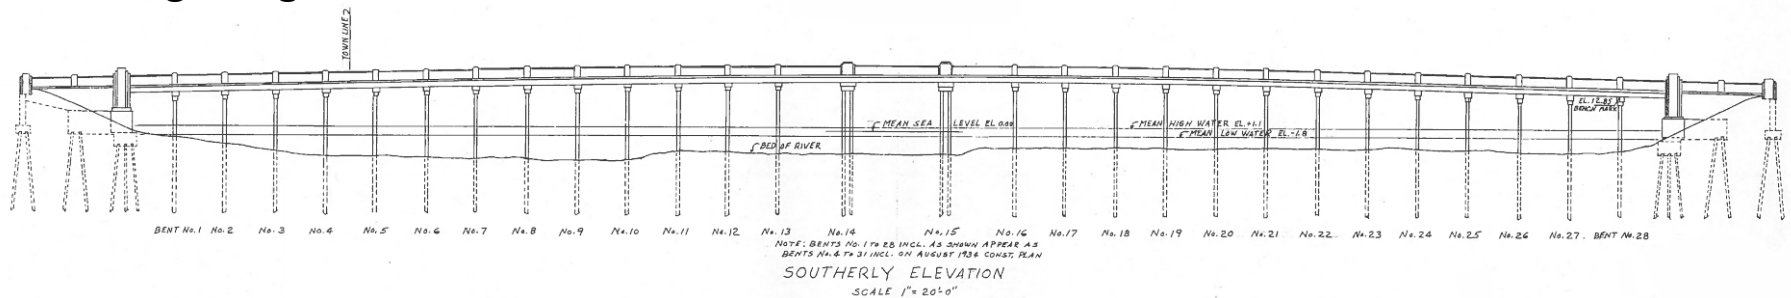 TOWN LINE
EL. 12.85
BENCH MARK
MEAN SEA LEVEL EL 0.00
MEAN HIGH WATER EL.+1.1
MEAN LOW WATER EL.-1.8
BED OF RIVER
BENT No.1 No.2 No.3 No.4 No.5 No.6 No.7 No.8 No.9 No.10 No.11 No.12 No.13 No.14 No.15 No.16 No.17 No.18 No.19 No.20 No.21 No.22 No.23 No.24 No.25 No.26 No.27. BENT No.28
NOTE: BENTS No.1 TO 28 INCL. AS SHOWN APPEAR AS
BENTS No.4 TO 31 INCL. ON AUGUST 1934 CONST. PLAN
SOUTHERLY ELEVATION
SCALE 1"= 20'-0"